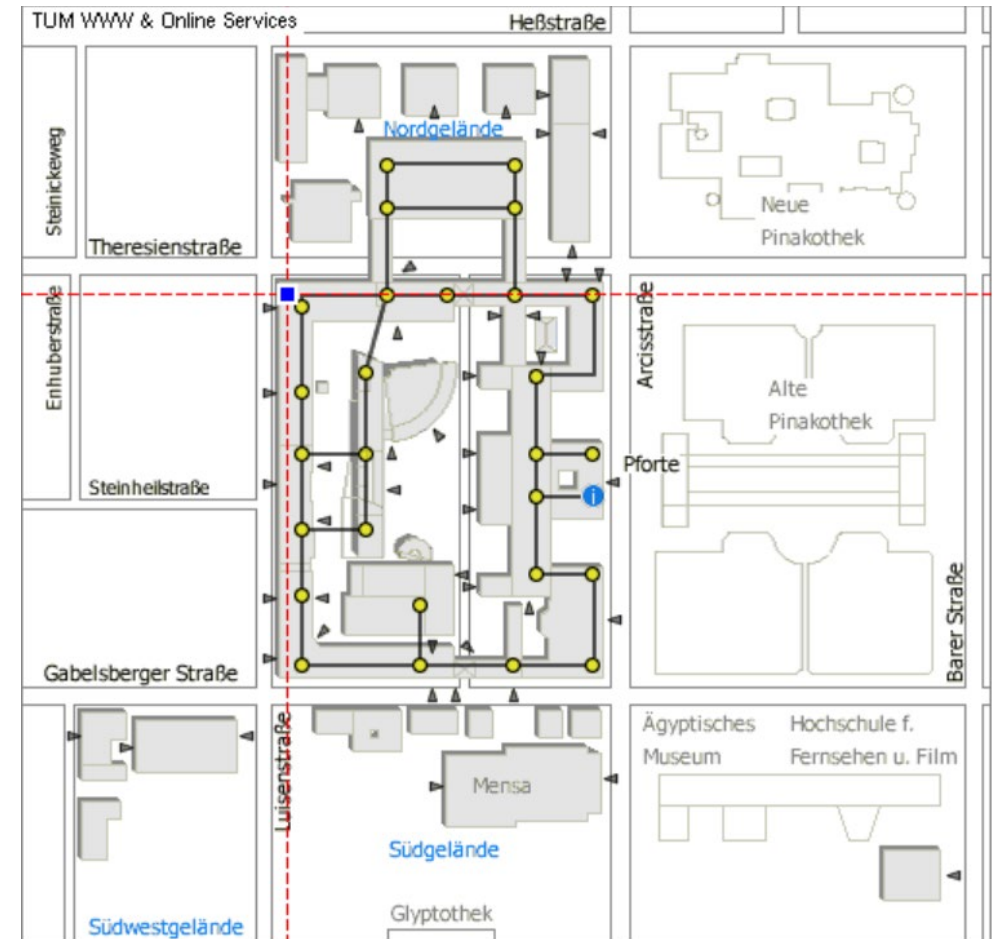 TUM WWW & Online Services
Heßstraße
Nordgelände
Steinickeweg
Neue
Pinakothek
Theresienstraße
Enhuberstraße
Arcisstraße
Alte
Pinakothek
Pforte
i
Steinheilstraße
Barer Straße
Gabelsberger Straße
Luisenstraße
Ägyptisches
Museum
Hochschule f.
Fernsehen u. Film
Mensa
Südgelände
Glyptothek
Südwestgelände